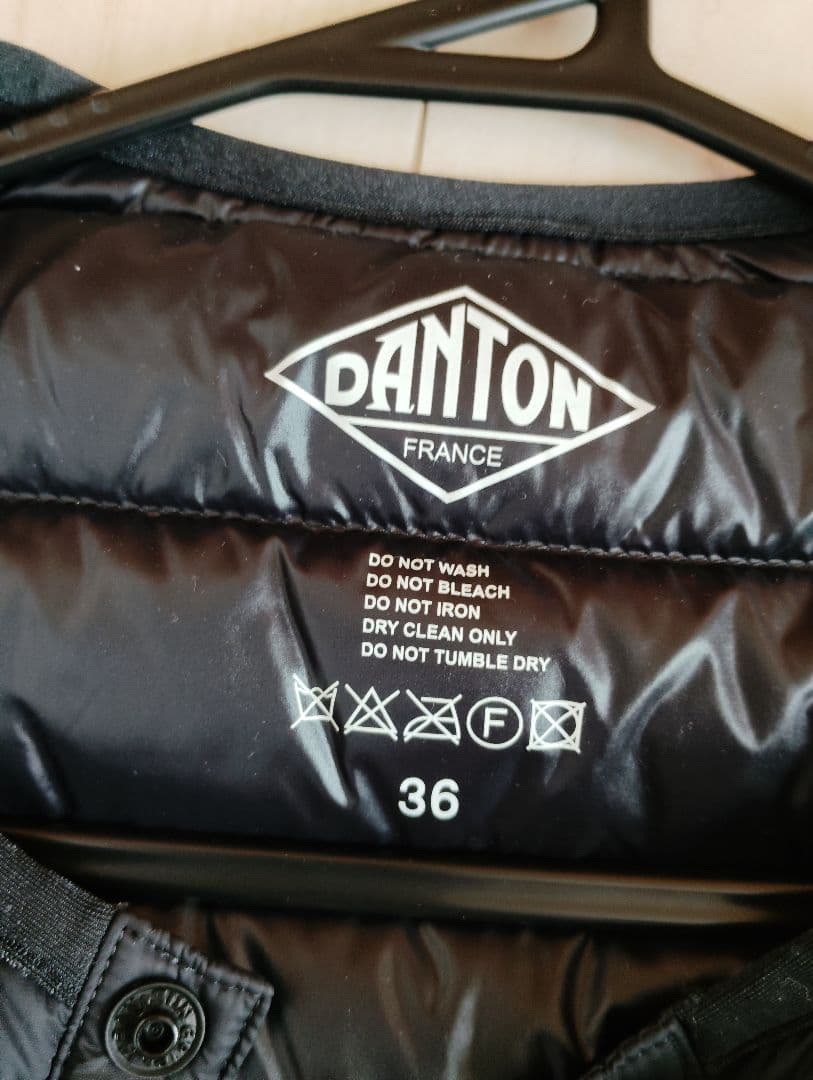 DANTON
FRANCE
DO NOT WASH
DO NOT BLEACH
DO NOT IRON
DRY CLEAN ONLY
DO NOT TUMBLE DRY
F
36